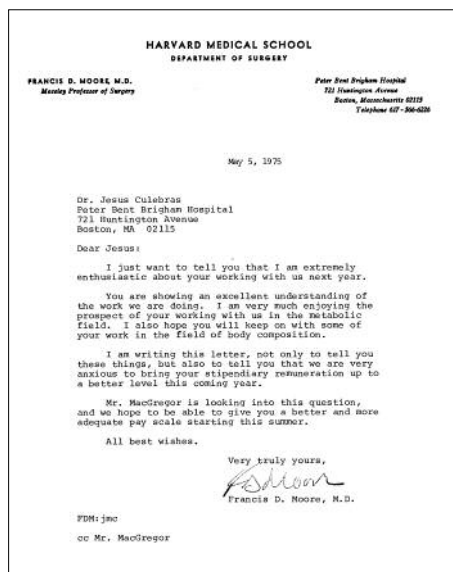 HARVARD MEDICAL SCHOOL
DEPARTMENT OF SURGERY
FRANCIS D. MOORE, M.D.
Moseley Professor of Surgery
Peter Bent Brigham Hospital
721 Huntington Avenue
Boston, Massachusetts 02115
Telephone 617-566-6226
May 5, 1975
Dr. Jesus Culebras
Peter Bent Brigham Hospital
721 Huntington Avenue
Boston, MA 02115
Dear Jesus:
I just want to tell you that I am extremely
enthusiastic about your working with us next year.
You are showing an excellent understanding of
the work we are doing. I am very much enjoying the
prospect of your working with us in the metabolic
field. I also hope you will keep on with some of
your work in the field of body composition.
I am writing this letter, not only to tell you
these things, but also to tell you that we are very
anxious to bring your stipendiary remuneration up to
a better level this coming year.
Mr. MacGregor is looking into this question,
and we hope to be able to give you a better and more
adequate pay scale starting this summer.
All best wishes.
Very truly yours,
FDMoore
Francis D. Moore, M.D.
FDM:jmc
cc Mr. MacGregor